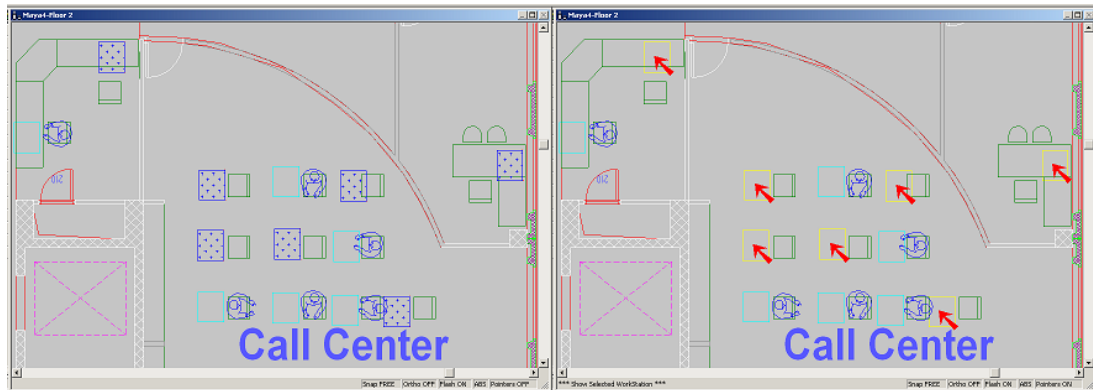 Maya4-Floor 2
210
Call Center
Snap FREE Ortho OFF Flash ON ABS Pointers OFF
Maya4-Floor 2
210
Call Center
*** Show Selected WorkStation ***
Snap FREE Ortho OFF Flash ON ABS Pointers ON